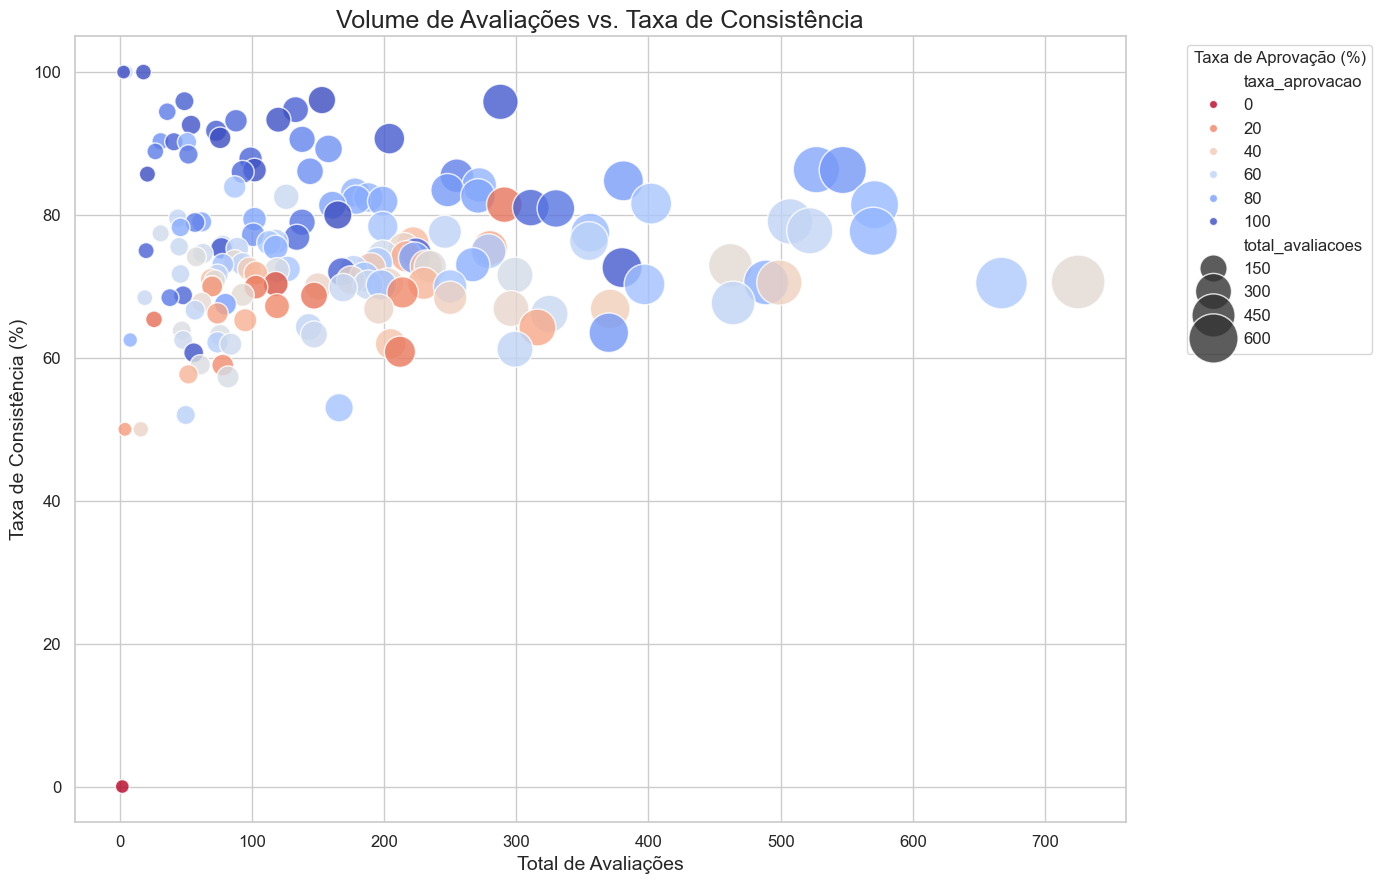 Volume de Avaliações vs. Taxa de Consistência
Taxa de Consistência (%)
100
80
60
40
20
0
0 100 200 300 400 500 600 700
Total de Avaliações
Taxa de Aprovação (%)
taxa_aprovacao
0
20
40
60
80
100
total_avaliacoes
150
300
450
600